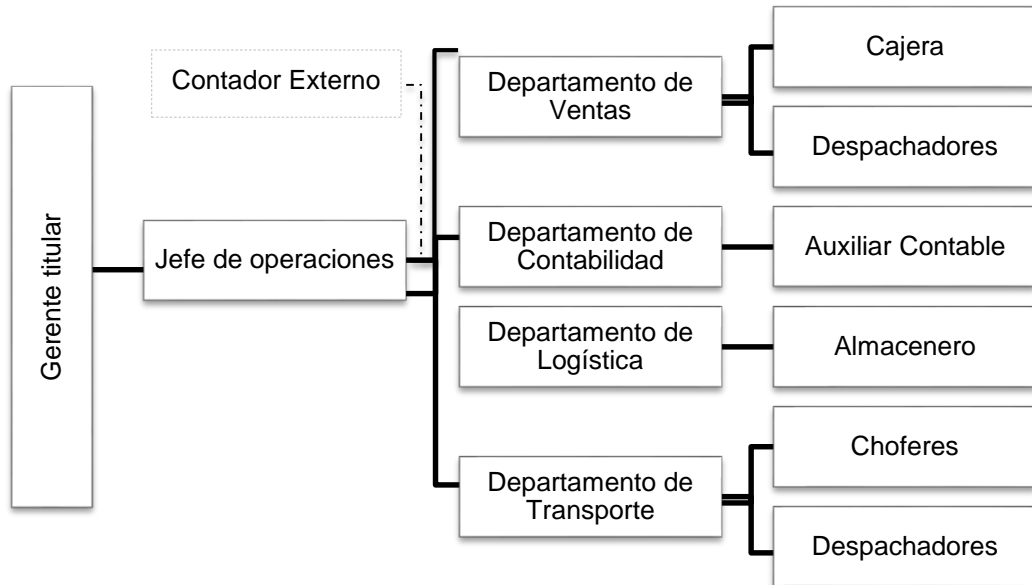 Gerente titular
Contador Externo
Jefe de operaciones
Departamento de
Ventas
Cajera
Despachadores
Departamento de
Contabilidad
Auxiliar Contable
Departamento de
Logística
Almacenero
Departamento de
Transporte
Choferes
Despachadores